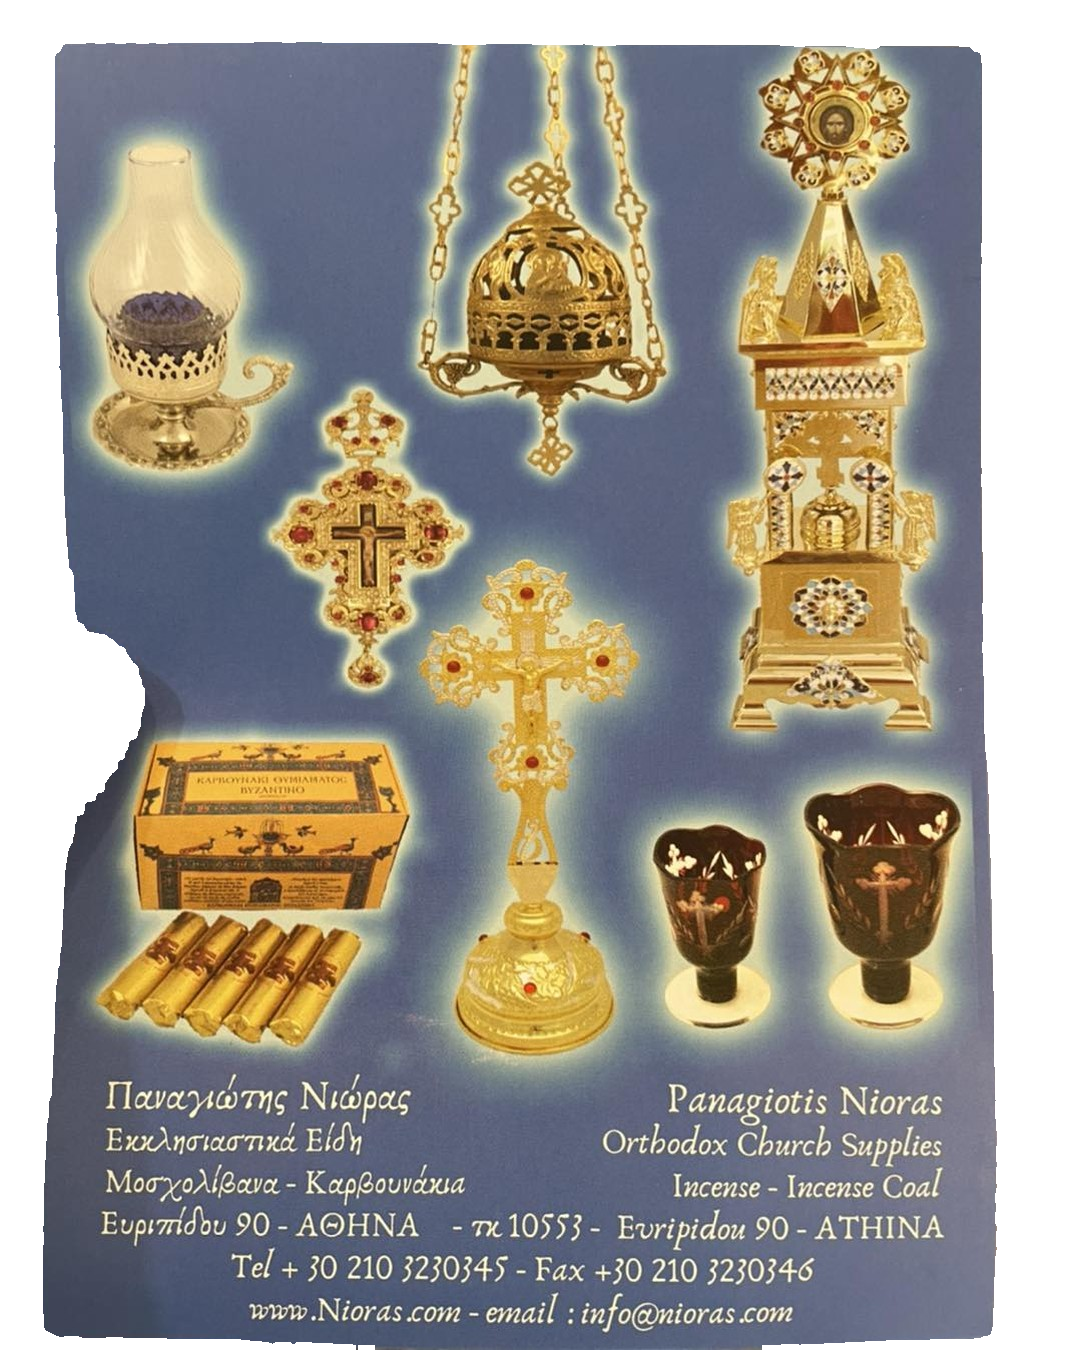 ΚΑΡΒΟΥΝΑΚΙ ΘΥΜΙΑΜΑΤΟΣ
ΒΥΖΑΝΤΙΝΟ
Παναγιώτης Νιώρας
Εκκλησιαστικά Είδη
Μοσχολίβανα - Καρβουνάκια
Panagiotis Nioras
Orthodox Church Supplies
Incense - Incense Coal
Ευριπίδου 90 - ΑΘΗΝΑ - τκ 10553 - Evripidou 90 - ATHINA
Tel + 30 210 3230345 - Fax +30 210 3230346
www.Nioras.com - email : info@nioras.com